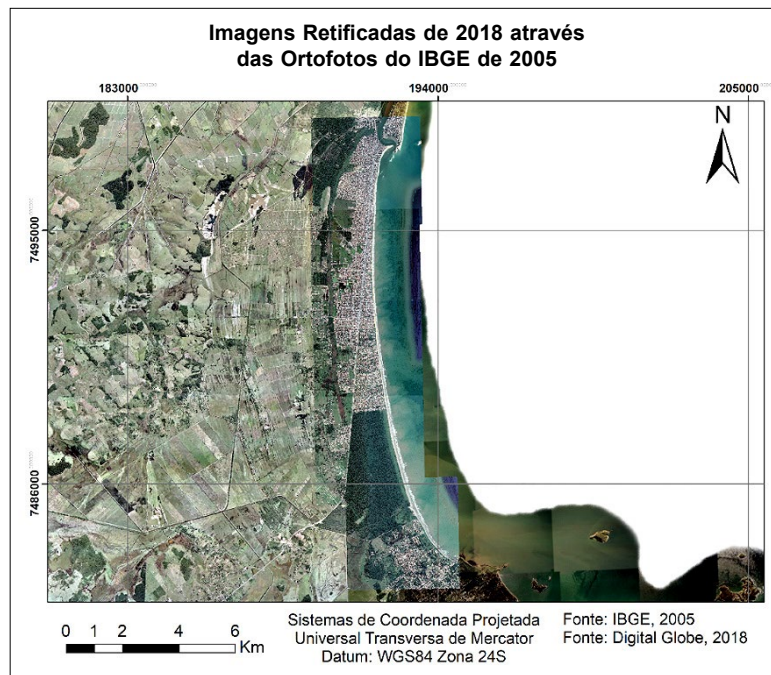 Imagens Retificadas de 2018 através
das Ortofotos do IBGE de 2005
183000
194000
205000
N
7495000
7486000
0 1 2 4 6
Km
Sistemas de Coordenada Projetada
Universal Transversa de Mercator
Datum: WGS84 Zona 24S
Fonte: IBGE, 2005
Fonte: Digital Globe, 2018